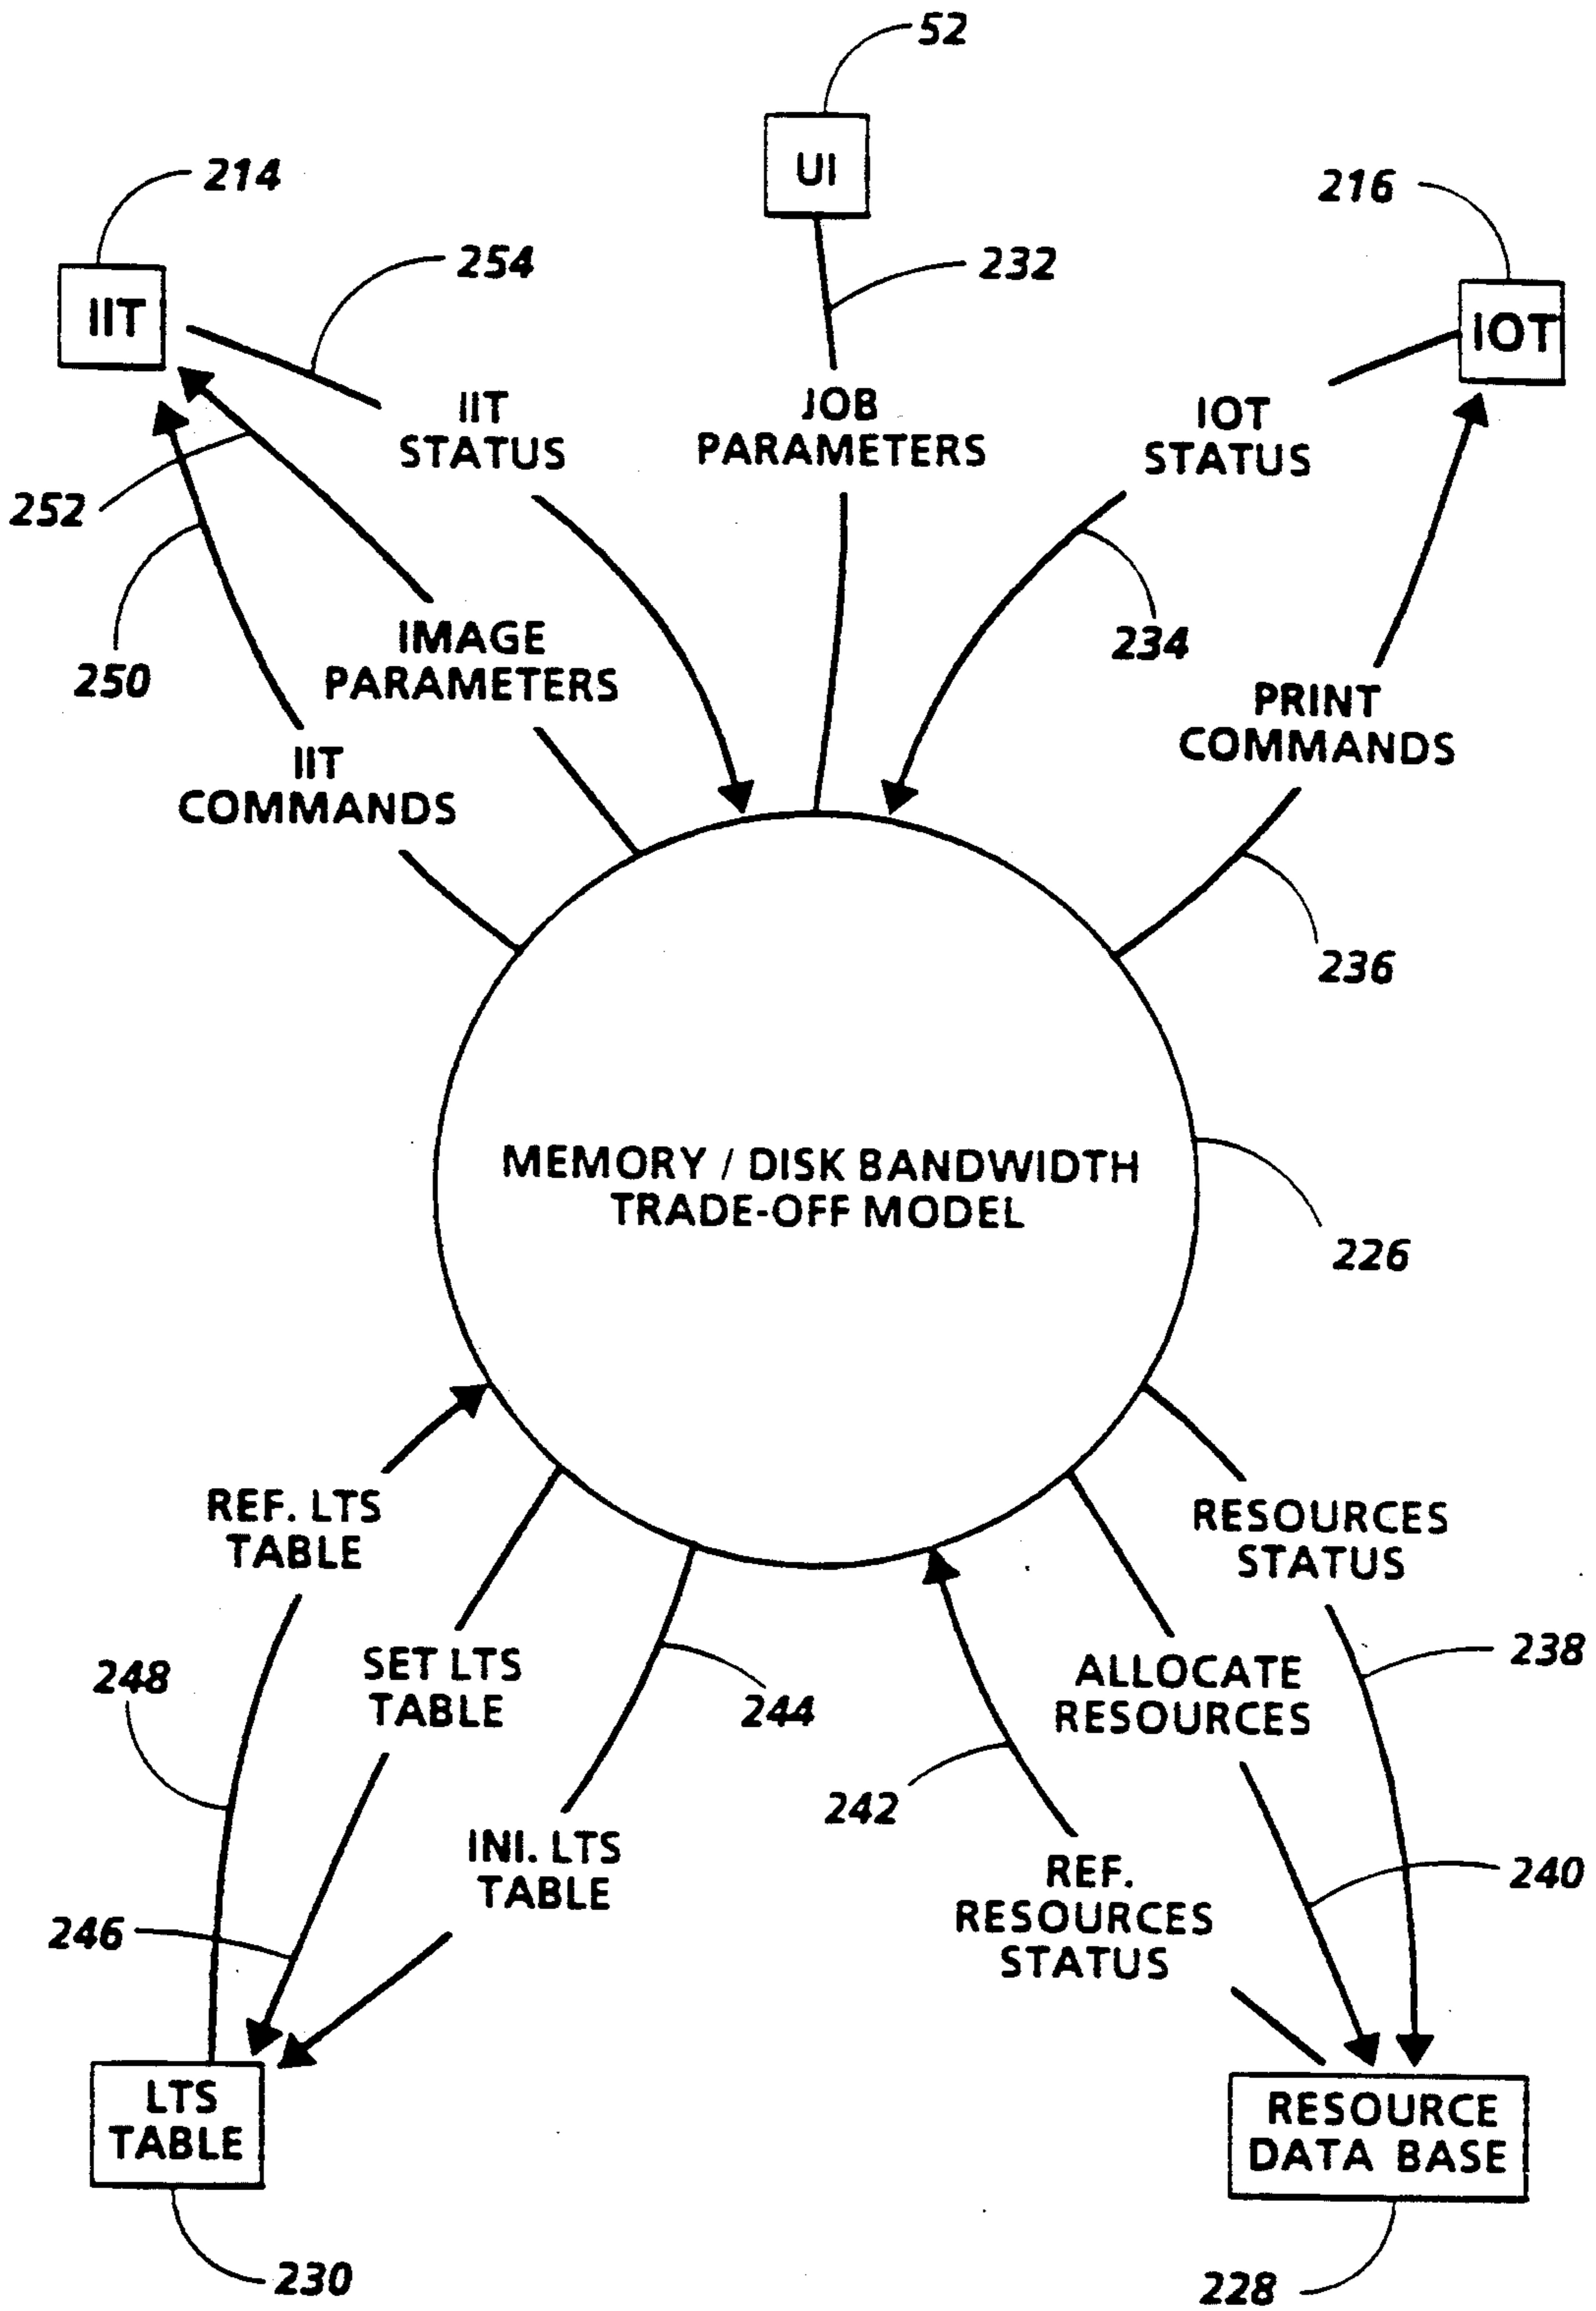 52
UI
214
216
254
232
IIT
IOT
IIT
STATUS
JOB
PARAMETERS
IOT
STATUS
252
250
IMAGE
PARAMETERS
234
PRINT
COMMANDS
IIT
COMMANDS
236
MEMORY / DISK BANDWIDTH
TRADE-OFF MODEL
226
REF. LTS
TABLE
RESOURCES
STATUS
248
SET LTS
TABLE
244
ALLOCATE
RESOURCES
238
242
INI. LTS
TABLE
REF.
RESOURCES
STATUS
240
246
LTS
TABLE
RESOURCE
DATA BASE
230
228